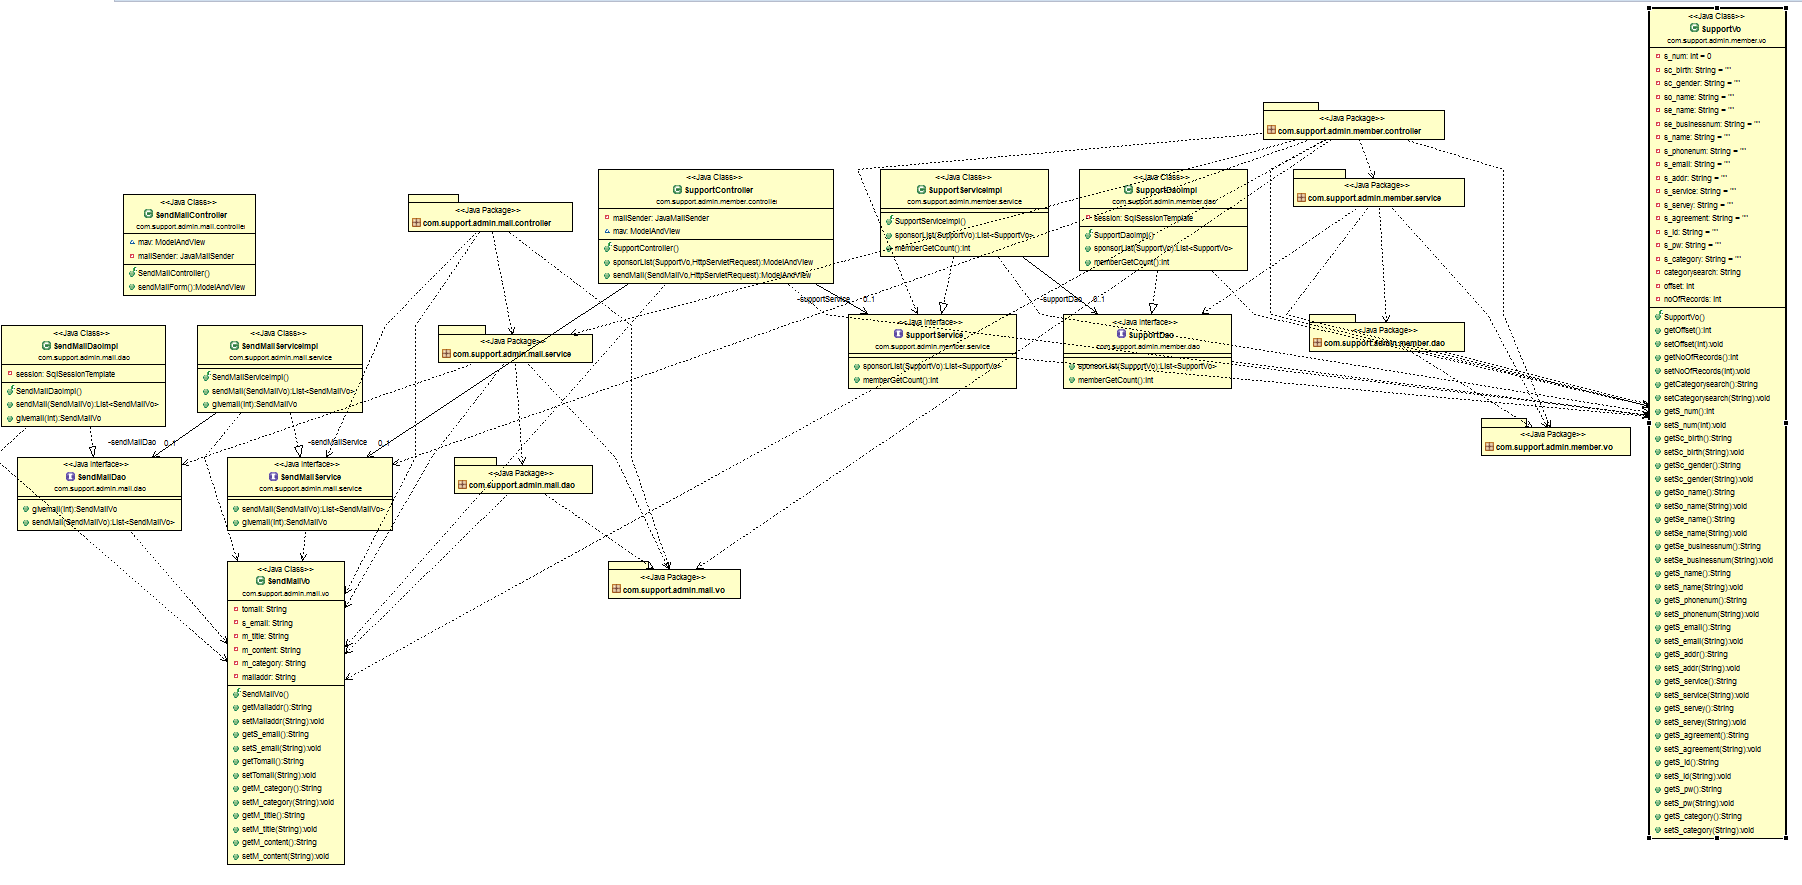 <<Java Class>>
SendMailController
com.support.admin.mail.controller
mav: ModelAndView
mailSender: JavaMailSender
SendMailController()
sendMailForm():ModelAndView
<<Java Package>>
com.support.admin.mail.controller
<<Java Class>>
SupportController
com.support.admin.member.controller
mailSender: JavaMailSender
mav: ModelAndView
SupportController()
sponsorList(SupportVo,HttpServletRequest):ModelAndView
sendMail(SendMailVo,HttpServletRequest):ModelAndView
<<Java Class>>
SupportServiceImpl
com.support.admin.member.service
SupportServiceImpl()
sponsorList(SupportVo):List<SupportVo>
memberGetCount():int
<<Java Class>>
SupportDaoImpl
com.support.admin.member.dao
session: SqlSessionTemplate
SupportDaoImpl()
sponsorList(SupportVo):List<SupportVo>
memberGetCount():int
<<Java Package>>
com.support.admin.member.controller
<<Java Package>>
com.support.admin.member.service
-supportService 0..1
-supportDao 0..1
<<Java Class>>
SendMailDaoImpl
com.support.admin.mail.dao
session: SqlSessionTemplate
SendMailDaoImpl()
sendMail(SendMailVo):List<SendMailVo>
givemail(int):SendMailVo
<<Java Class>>
SendMailServiceImpl
com.support.admin.mail.service
SendMailServiceImpl()
sendMail(SendMailVo):List<SendMailVo>
givemail(int):SendMailVo
<<Java Package>>
com.support.admin.mail.service
<<Java Interface>>
SupportService
com.support.admin.member.service
sponsorList(SupportVo):List<SupportVo>
memberGetCount():int
<<Java Interface>>
SupportDao
com.support.admin.member.dao
sponsorList(SupportVo):List<SupportVo>
memberGetCount():int
<<Java Package>>
com.support.admin.member.dao
<<Java Package>>
com.support.admin.member.vo
-sendMailDao 0..1
-sendMailService 0..1
<<Java Interface>>
SendMailDao
com.support.admin.mail.dao
givemail(int):SendMailVo
sendMail(SendMailVo):List<SendMailVo>
<<Java Interface>>
SendMailService
com.support.admin.mail.service
sendMail(SendMailVo):List<SendMailVo>
givemail(int):SendMailVo
<<Java Package>>
com.support.admin.mail.dao
<<Java Package>>
com.support.admin.mail.vo
<<Java Class>>
SendMailVo
com.support.admin.mail.vo
tomail: String
s_email: String
m_title: String
m_content: String
m_category: String
mailaddr: String
SendMailVo()
getMailaddr():String
setMailaddr(String):void
getS_email():String
setS_email(String):void
getTomail():String
setTomail(String):void
getM_category():String
setM_category(String):void
getM_title():String
setM_title(String):void
getM_content():String
setM_content(String):void
<<Java Class>>
SupportVo
com.support.admin.member.vo
s_num: int = 0
sc_birth: String = ""
sc_gender: String = ""
so_name: String = ""
se_name: String = ""
se_businessnum: String = ""
s_name: String = ""
s_phonenum: String = ""
s_email: String = ""
s_addr: String = ""
s_service: String = ""
s_servey: String = ""
s_agreement: String = ""
s_id: String = ""
s_pw: String = ""
s_category: String = ""
categorysearch: String
offset: int
noOfRecords: int
SupportVo()
getOffset():int
setOffset(int):void
getNoOfRecords():int
setNoOfRecords(int):void
getCategorysearch():String
setCategorysearch(String):void
getS_num():int
setS_num(int):void
getSc_birth():String
setSc_birth(String):void
getSc_gender():String
setSc_gender(String):void
getSo_name():String
setSo_name(String):void
getSe_name():String
setSe_name(String):void
getSe_businessnum():String
setSe_businessnum(String):void
getS_name():String
setS_name(String):void
getS_phonenum():String
setS_phonenum(String):void
getS_email():String
setS_email(String):void
getS_addr():String
setS_addr(String):void
getS_service():String
setS_service(String):void
getS_servey():String
setS_servey(String):void
getS_agreement():String
setS_agreement(String):void
getS_id():String
setS_id(String):void
getS_pw():String
setS_pw(String):void
getS_category():String
setS_category(String):void